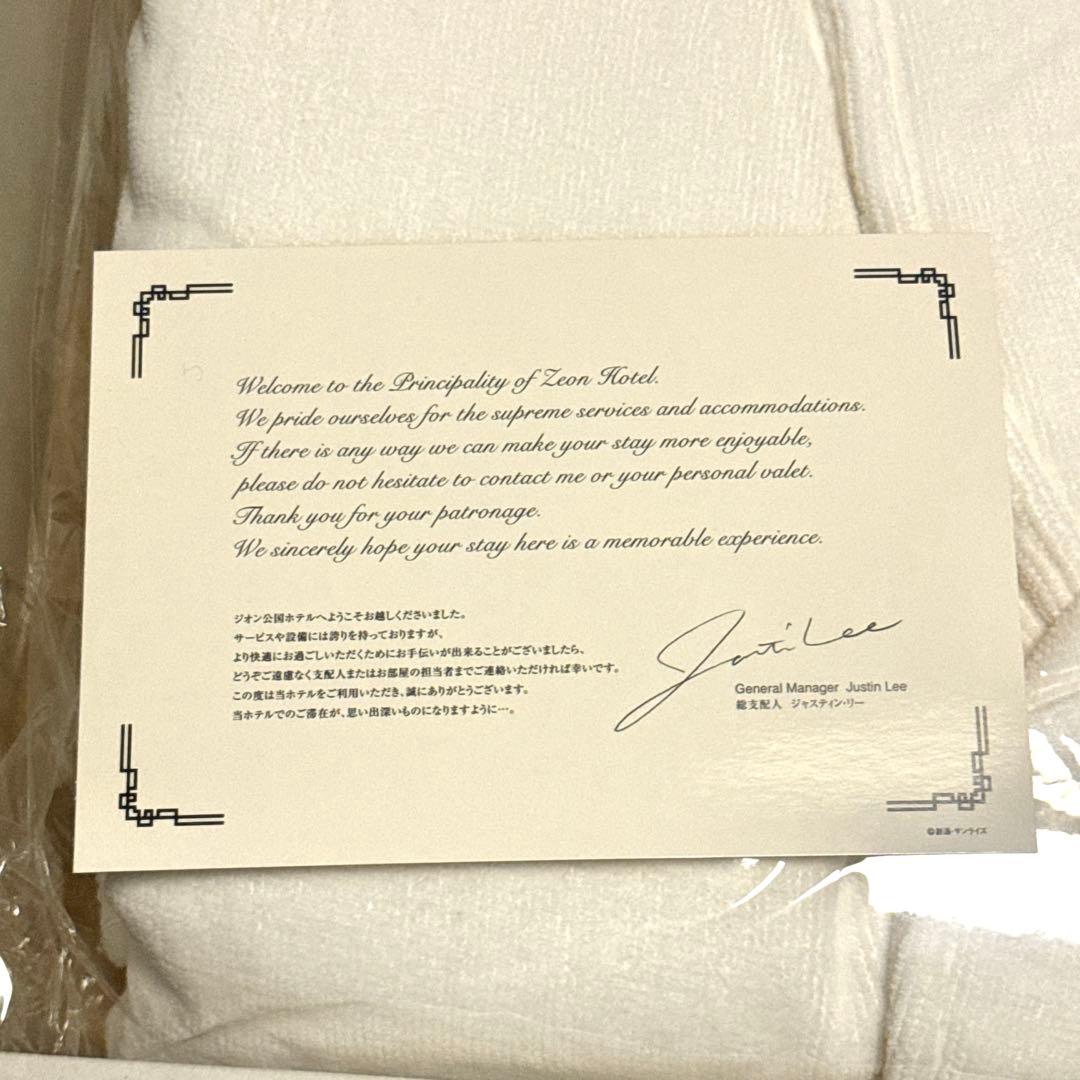 Welcome to the Principality of Zeon Hotel.
We pride ourselves for the supreme services and accommodations.
If there is any way we can make your stay more enjoyable,
please do not hesitate to contact me or your personal valet.
Thank you for your patronage.
We sincerely hope your stay here is a memorable experience.
ジオン公国ホテルへようこそお越しくださいました。
サービスや設備には誇りを持っておりますが、
より快適にお過ごしいただくためにお手伝いが出来ることがございましたら、
どうぞご遠慮なく支配人またはお部屋の担当者までご連絡いただければ幸いです。
この度は当ホテルをご利用いただき、誠にありがとうございます。
当ホテルでのご滞在が、思い出深いものになりますように…。
Justin Lee
General Manager Justin Lee
総支配人 ジャスティン・リー
©創通・サンライズ